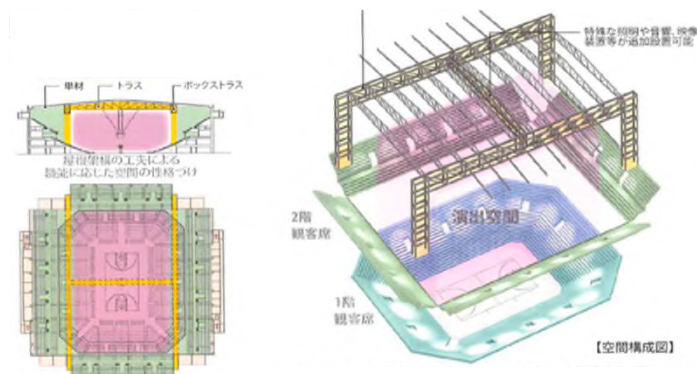 単材
トラス
ボックストラス
屋根架構の工夫による
機能に応じた空間の性格づけ
特殊な照明や音響、映像
装置等が追加設置可能
2階
観客席
演出空間
1階
観客席
【空間構成図】